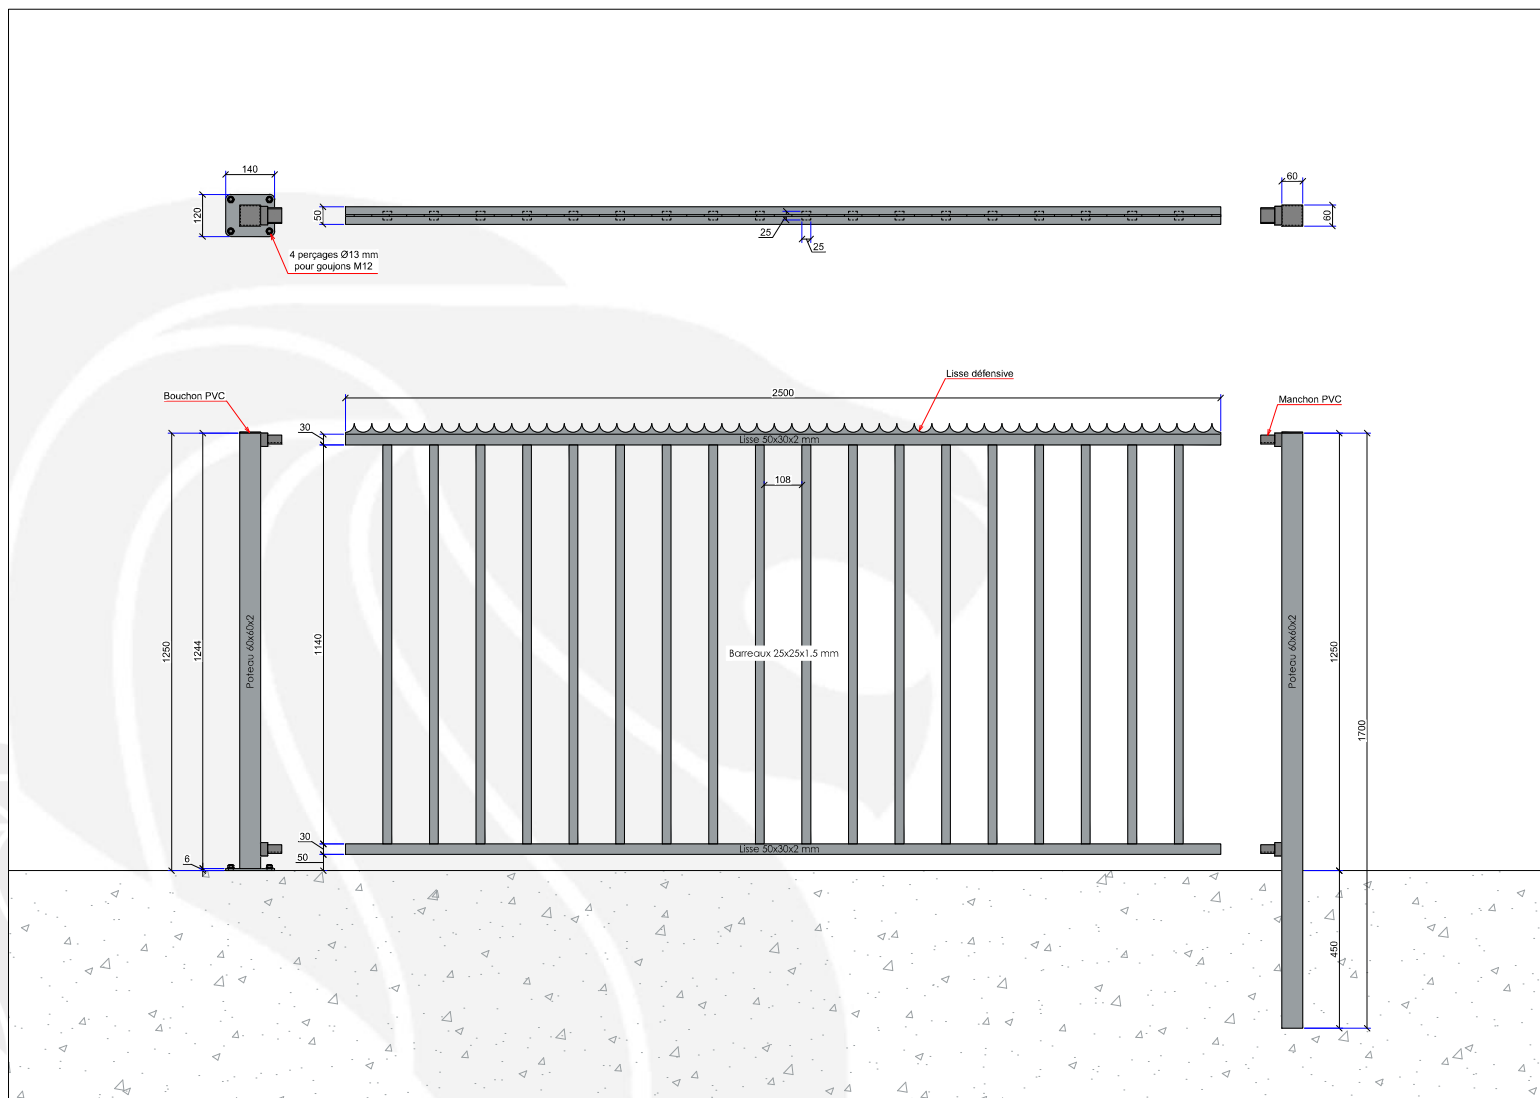 140
120
50
25
25
60
60
4 perçages Ø13 mm
pour goujons M12
Lisse défensive
2500
Bouchon PVC
Manchon PVC
30
Lisse 50x30x2 mm
108
1250
1244
1140
Poteau 60x60x2
Barreaux 25x25x1.5 mm
Poteau 60x60x2
1250
1700
30
Lisse 50x30x2 mm
6
50
450